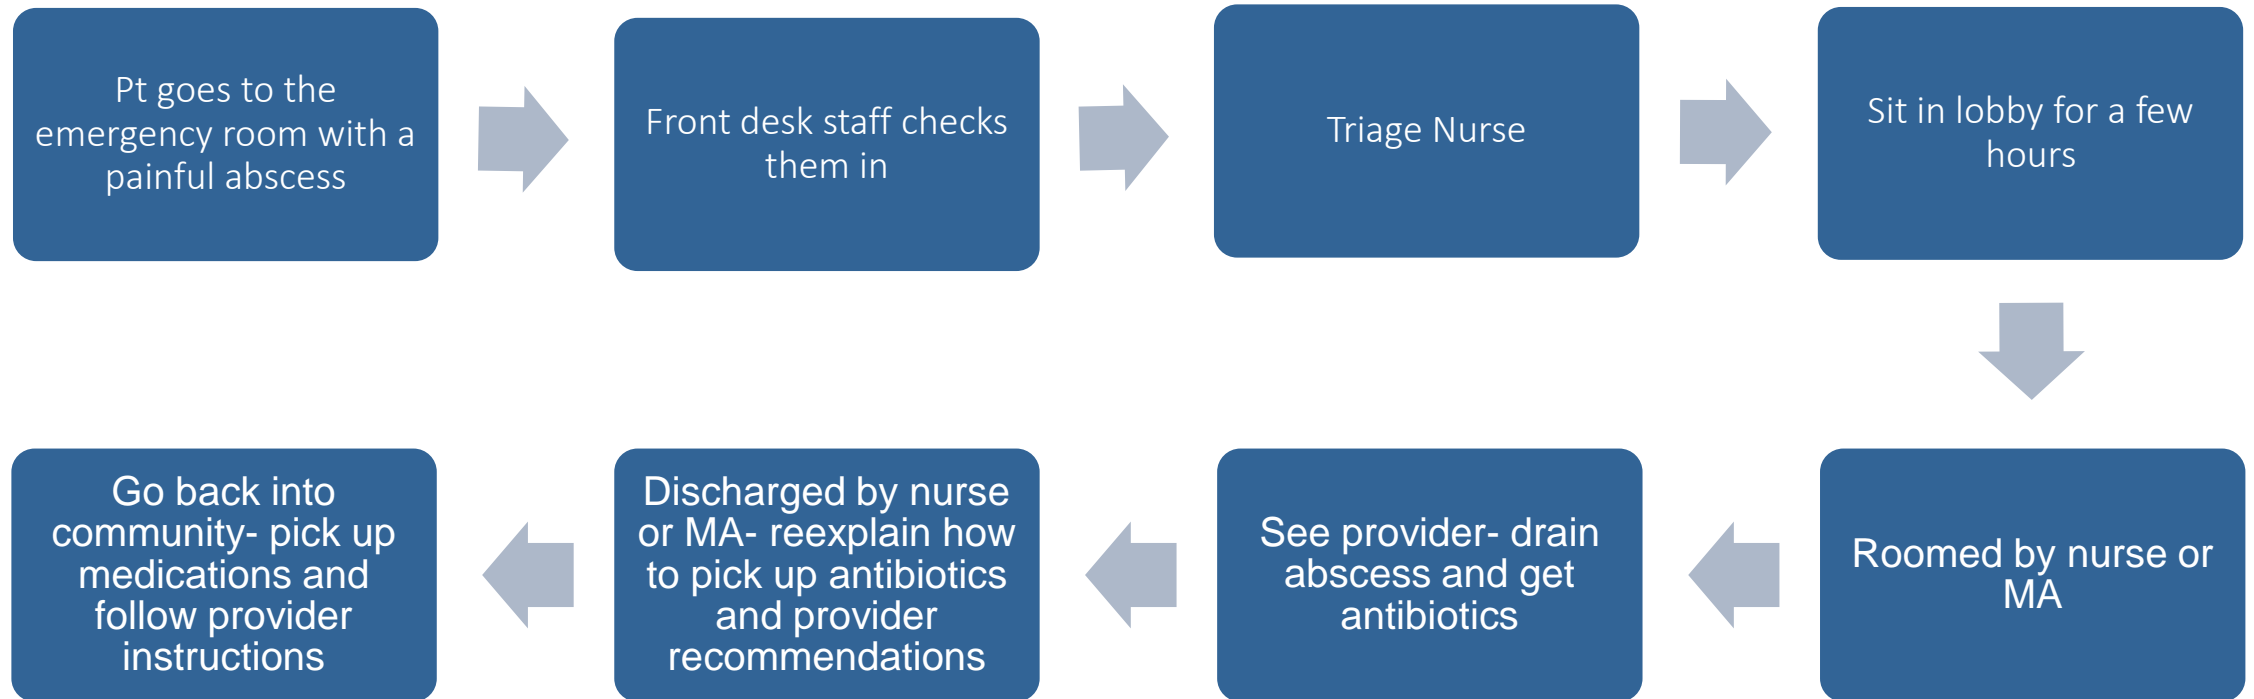 Pt goes to the
emergency room with a
painful abscess
Front desk staff checks
them in
Triage Nurse
Sit in lobby for a few
hours
Roomed by nurse or
MA
See provider- drain
abscess and get
antibiotics
Discharged by nurse
or MA- reexplain how
to pick up antibiotics
and provider
recommendations
Go back into
community- pick up
medications and
follow provider
instructions